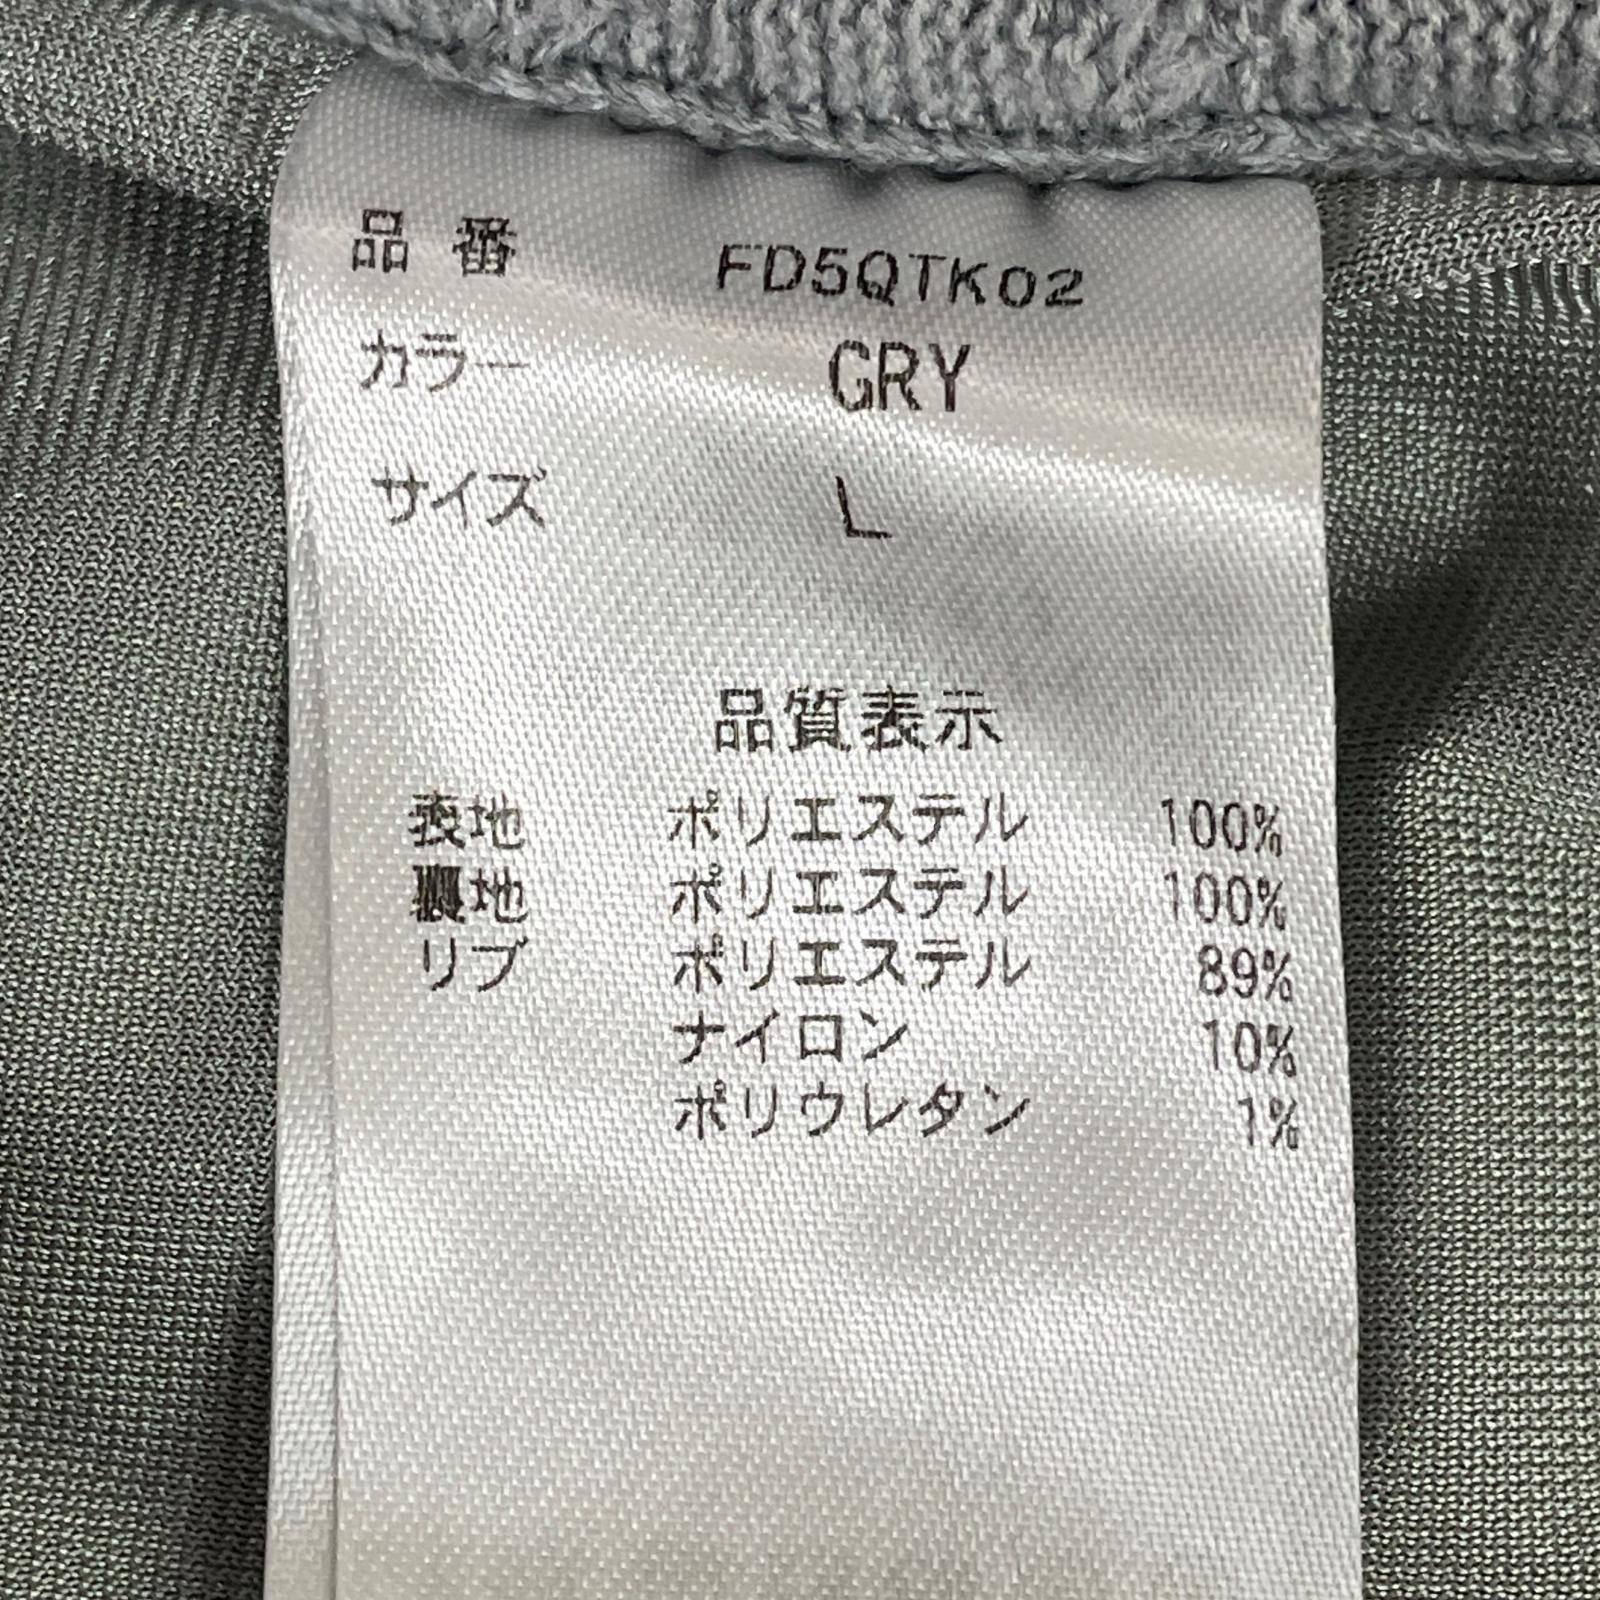 品番 FD5QTK02
カラー GRY
サイズ L
品質表示
表地 ポリエステル 100%
裏地 ポリエステル 100%
リブ ポリエステル 89%
ナイロン 10%
ポリウレタン 1%